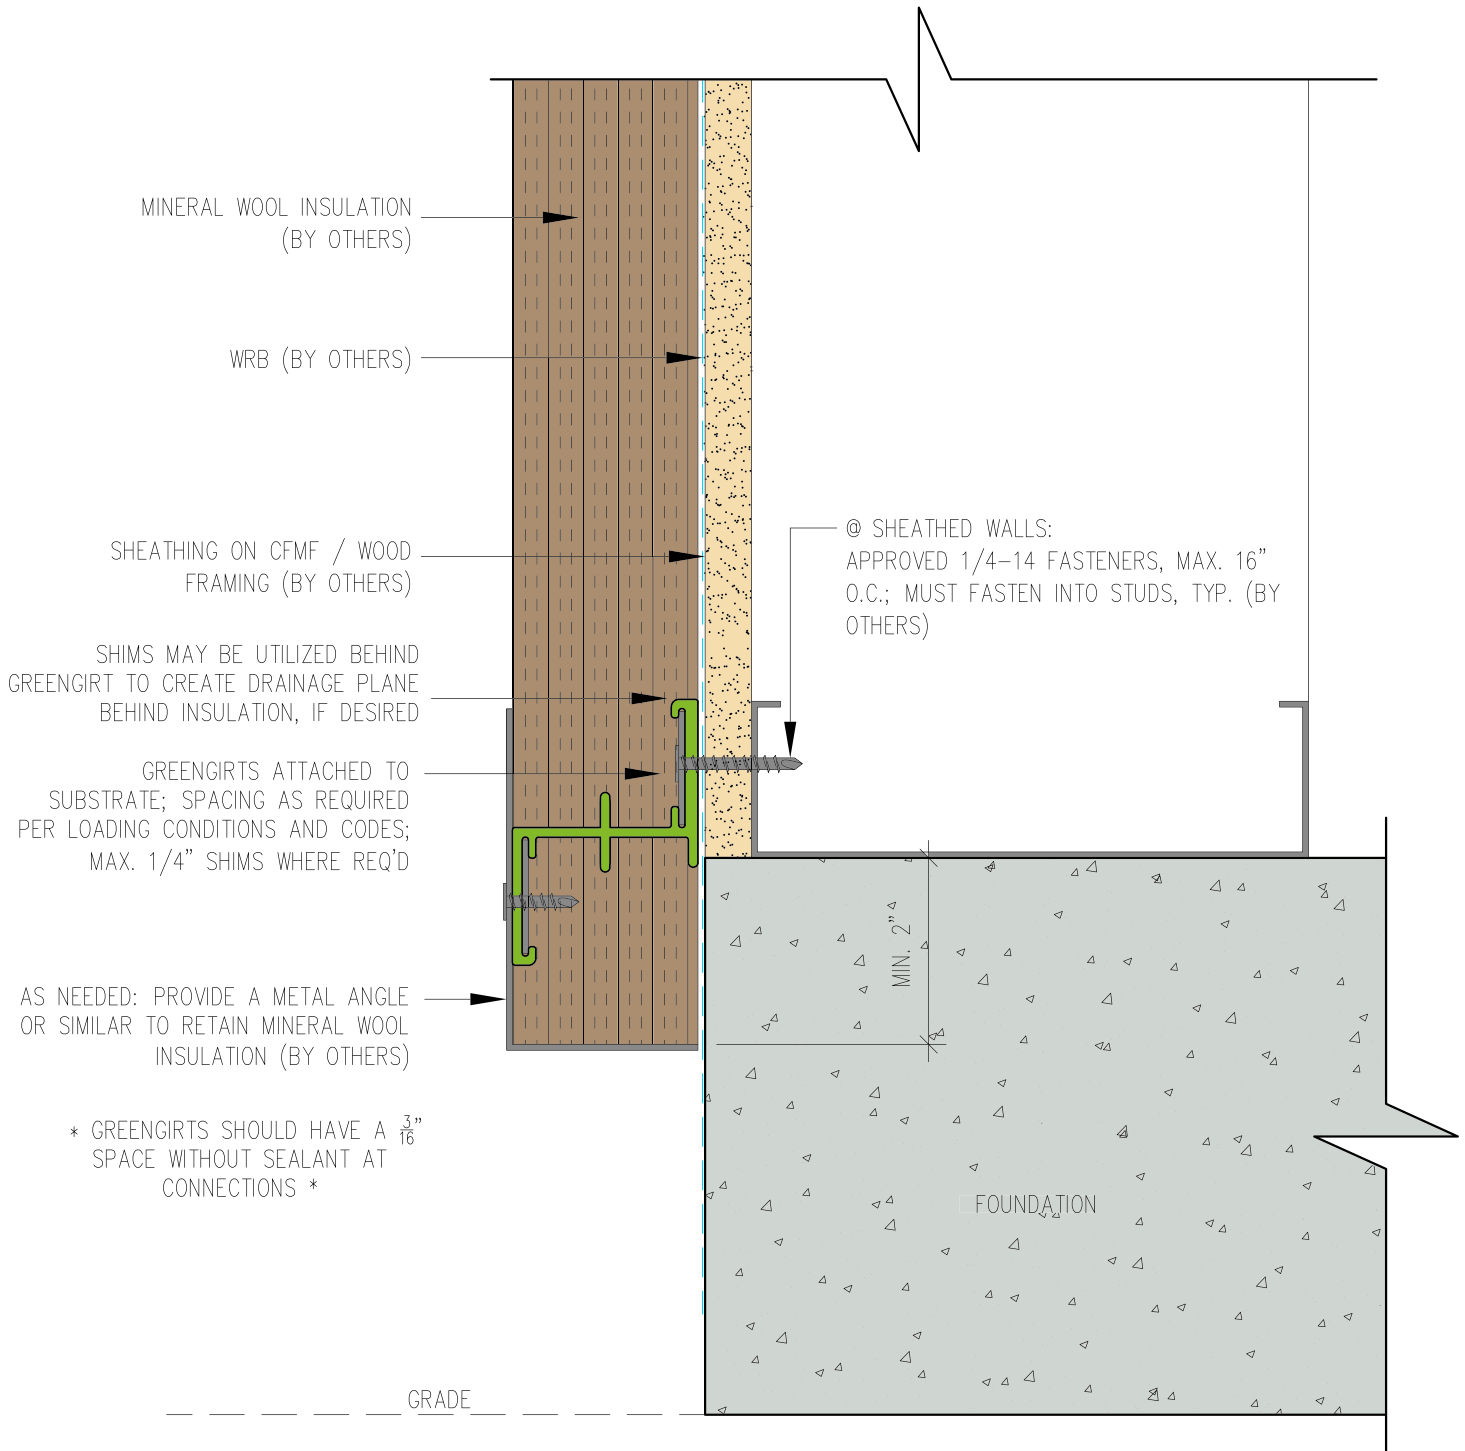 MINERAL WOOL INSULATION
(BY OTHERS)
WRB (BY OTHERS)
SHEATHING ON CFMF / WOOD
FRAMING (BY OTHERS)
@ SHEATHED WALLS:
APPROVED 1/4-14 FASTENERS, MAX. 16"
O.C.; MUST FASTEN INTO STUDS, TYP. (BY
OTHERS)
SHIMS MAY BE UTILIZED BEHIND
GREENGIRT TO CREATE DRAINAGE PLANE
BEHIND INSULATION, IF DESIRED
GREENGIRTS ATTACHED TO
SUBSTRATE; SPACING AS REQUIRED
PER LOADING CONDITIONS AND CODES;
MAX. 1/4" SHIMS WHERE REQ'D
MIN. 2"
AS NEEDED: PROVIDE A METAL ANGLE
OR SIMILAR TO RETAIN MINERAL WOOL
INSULATION (BY OTHERS)
* GREENGIRTS SHOULD HAVE A 3/16"
SPACE WITHOUT SEALANT AT
CONNECTIONS *
FOUNDATION
GRADE